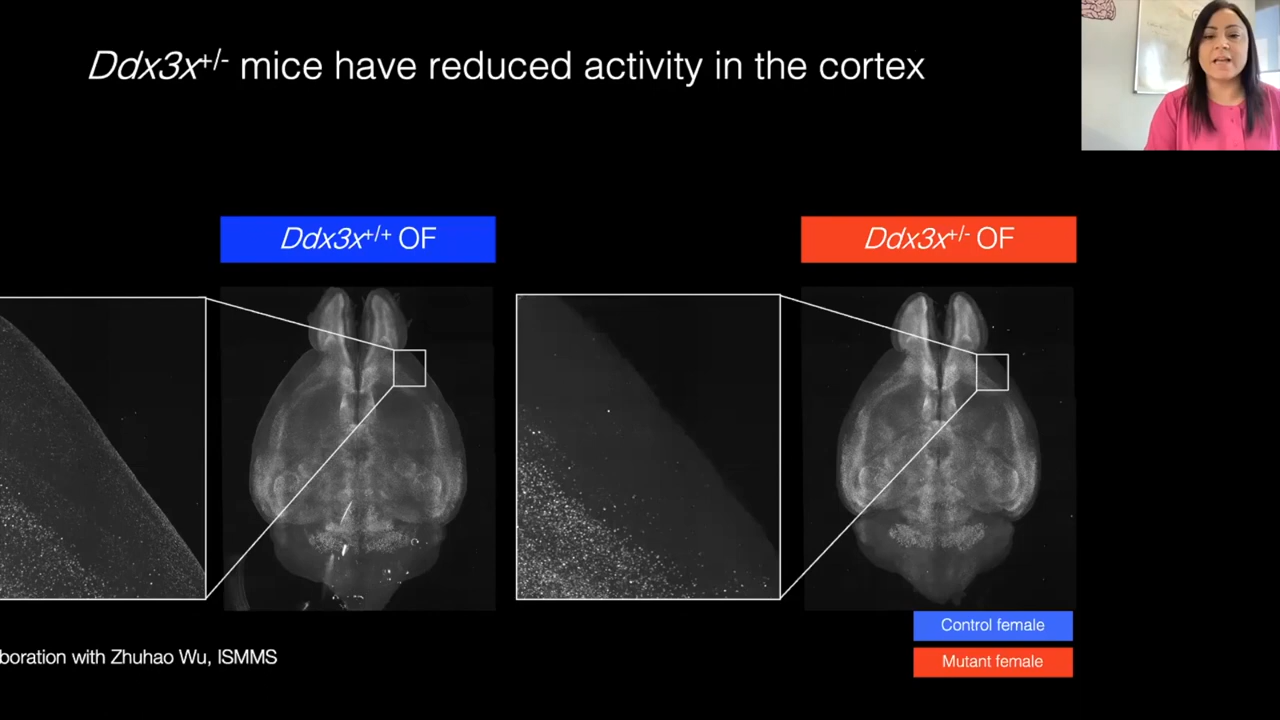 Ddx3x+/- mice have reduced activity in the cortex
Ddx3x+/+ OF
Ddx3x+/- OF
Control female
boration with Zhuhao Wu, ISMMS
Mutant female